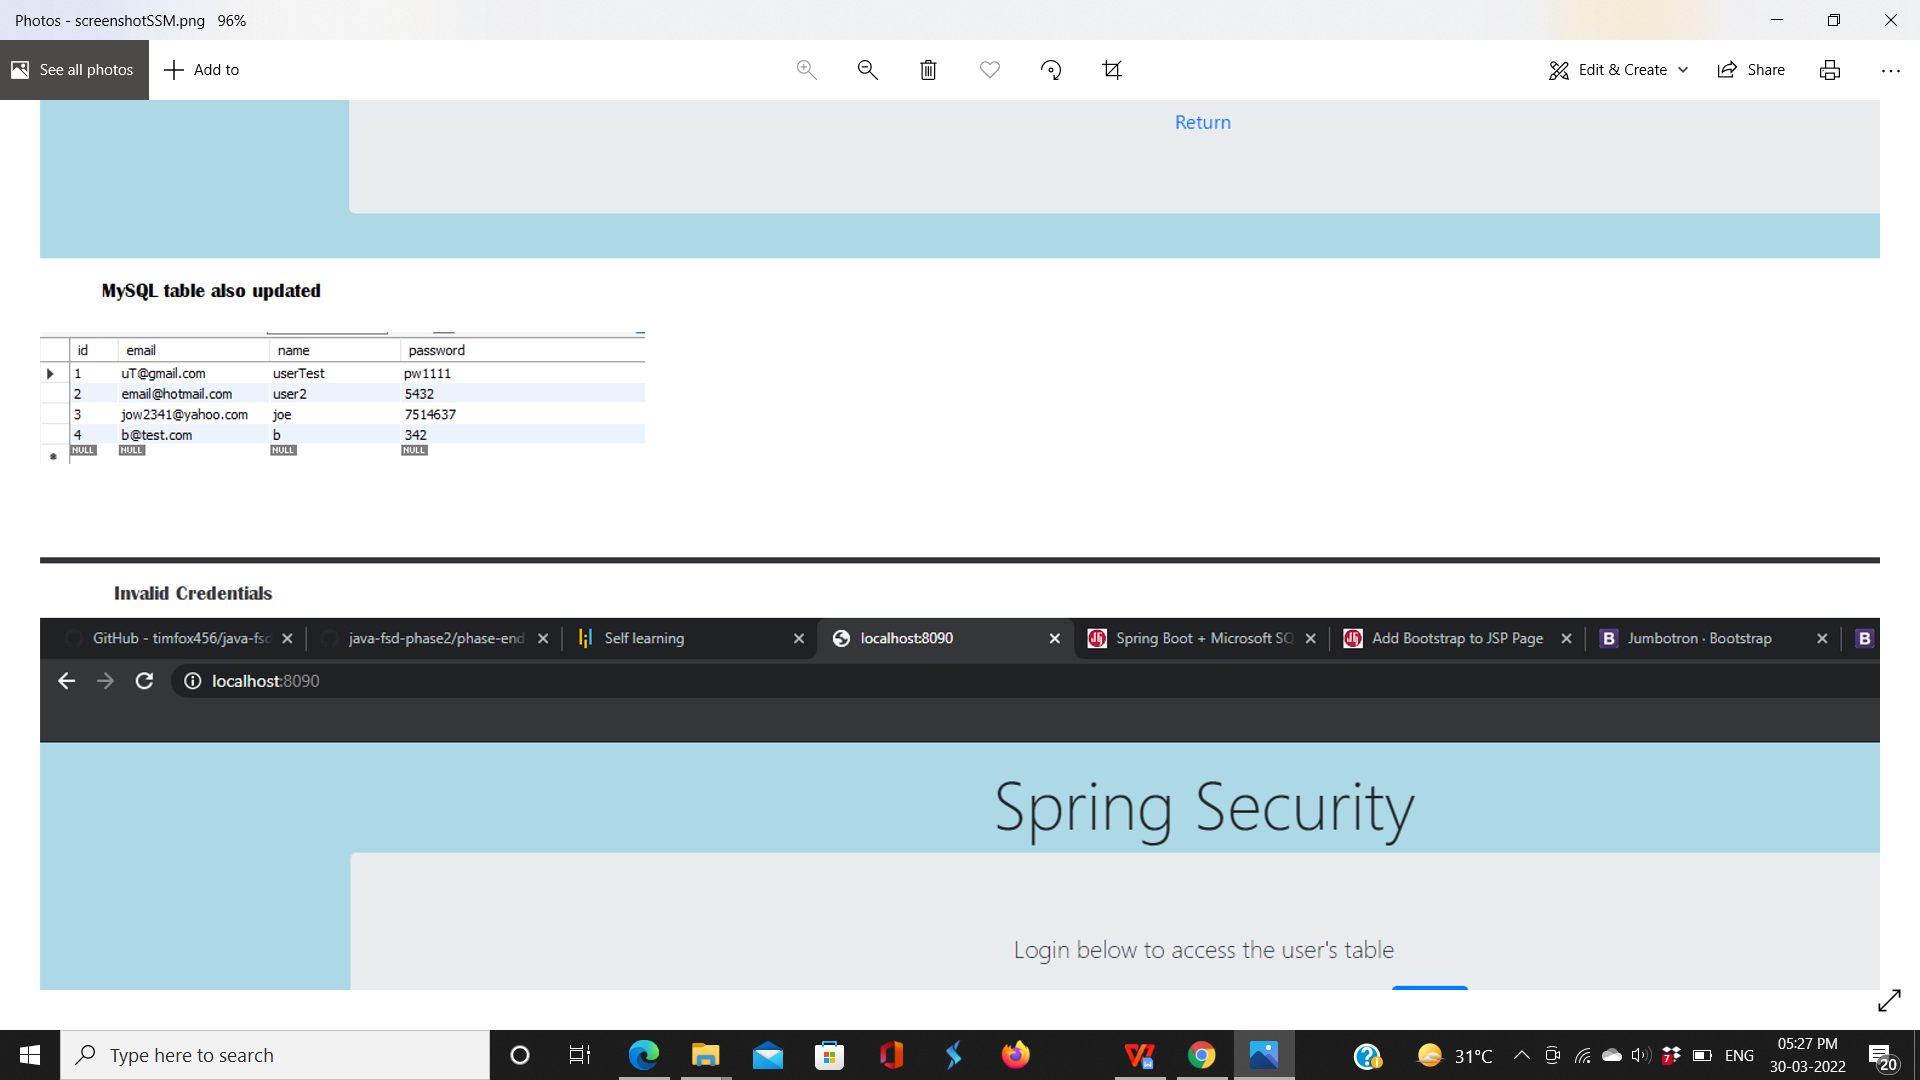 Photos - screenshotSSM.png 96%
See all photos
Add to
Edit & Create
Share
Return
MySQL table also updated
id email name password
1 uT@gmail.com userTest pw1111
2 email@hotmail.com user2 5432
3 jow2341@yahoo.com joe 7514637
4 b@test.com b 342
NULL NULL NULL NULL
Invalid Credentials
GitHub - timfox456/java-fsd
java-fsd-phase2/phase-end
Self learning
localhost:8090
Spring Boot + Microsoft SQ
Add Bootstrap to JSP Page
B
Jumbotron · Bootstrap
B
localhost:8090
Spring Security
Login below to access the user's table
Type here to search
31°C
7
ENG
05:27 PM
30-03-2022
20